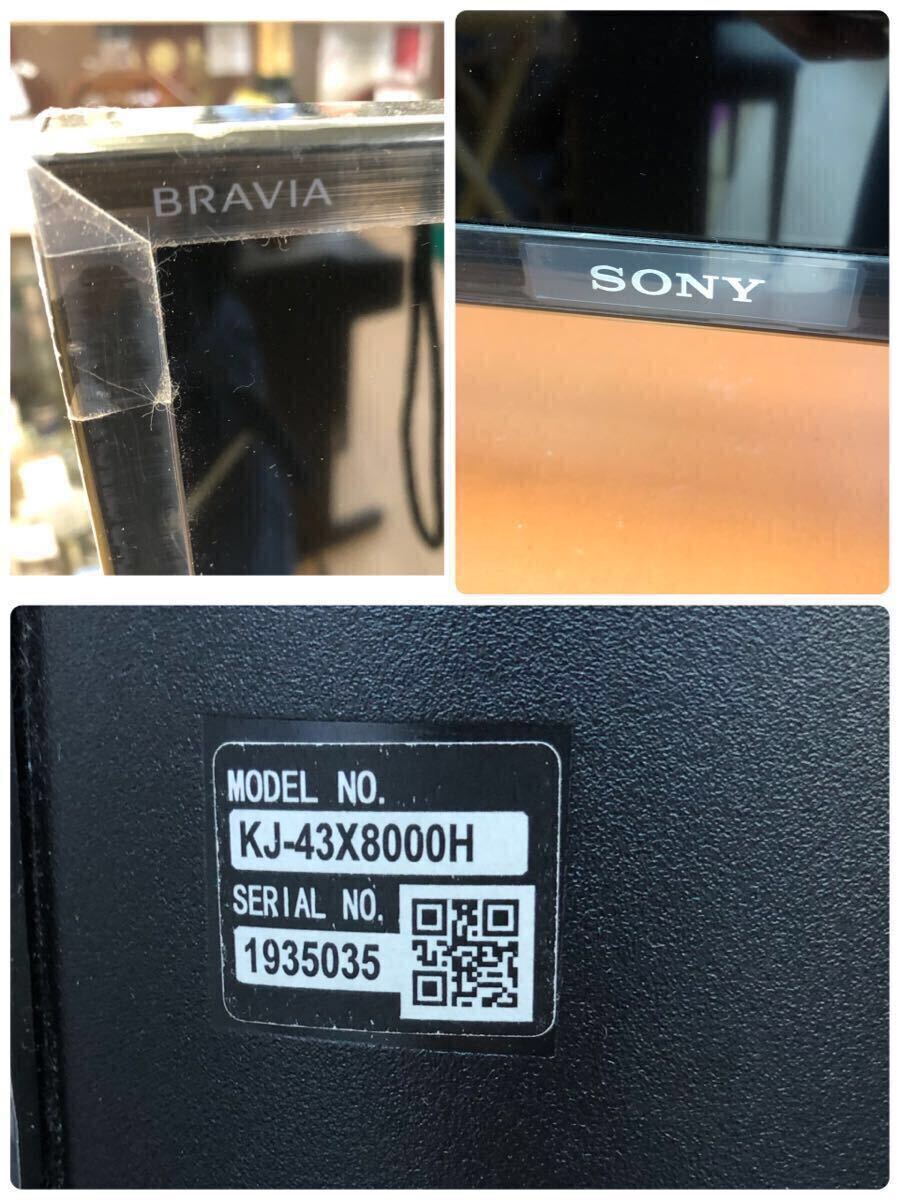 BRAVIA
SONY
MODEL NO.
KJ-43X8000H
SERIAL NO.
1935035